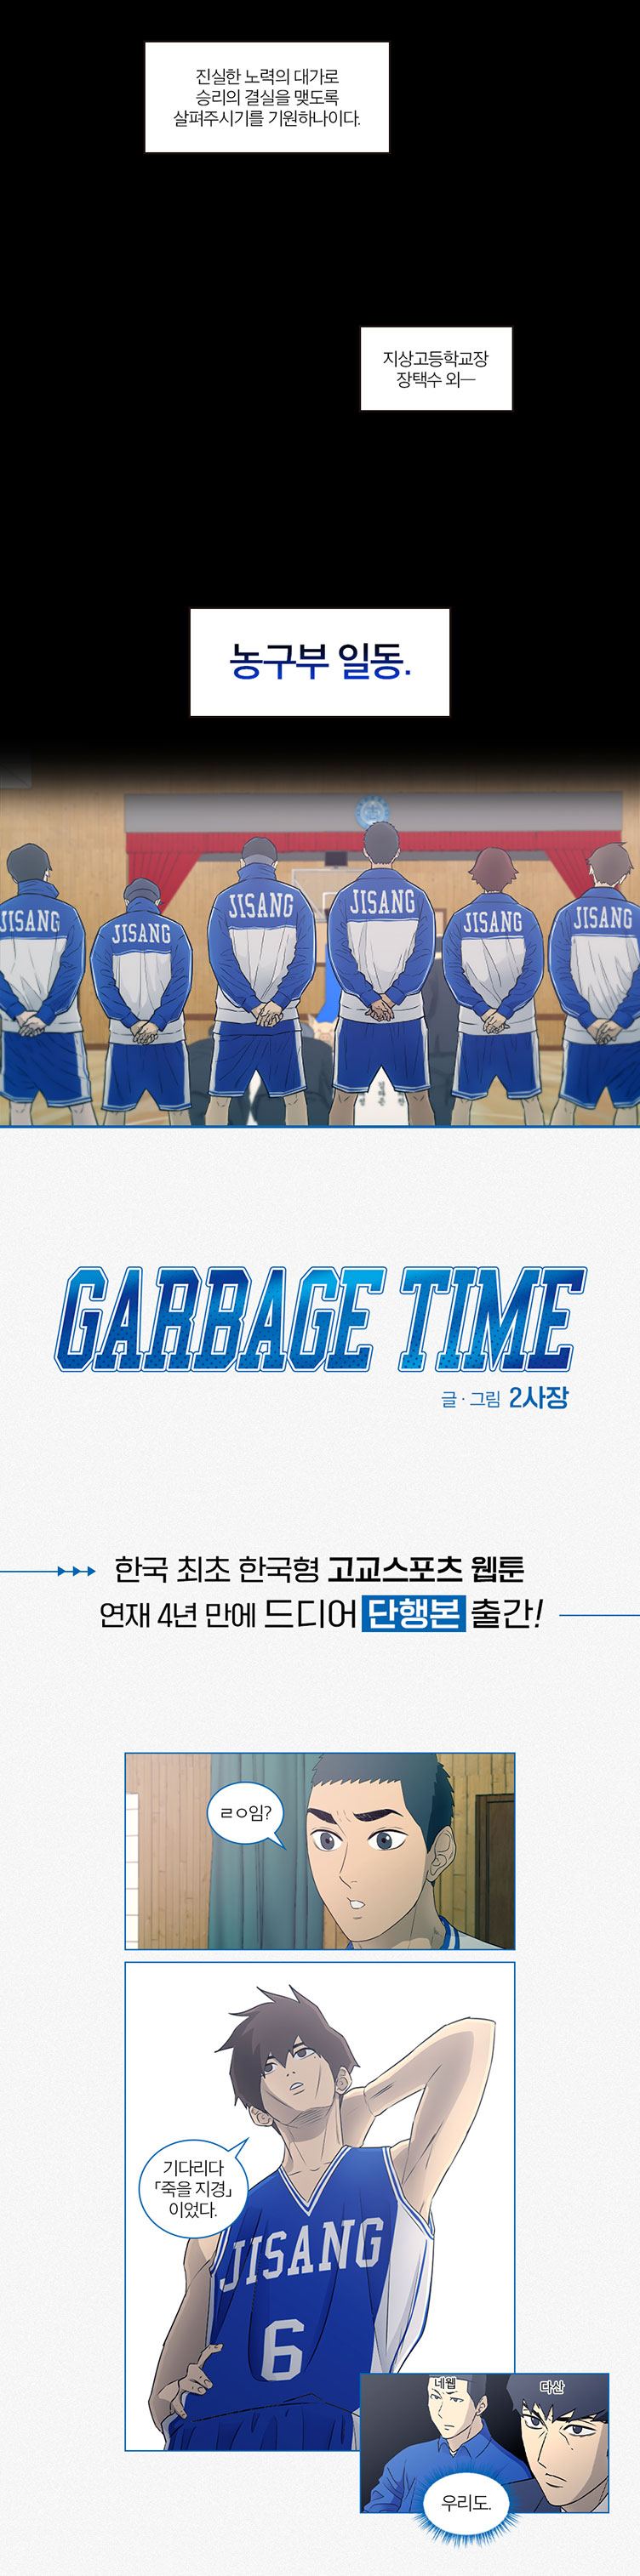 진실한 노력의 대가로
승리의 결실을 맺도록
살펴주시기를 기원하나이다.
지상고등학교장
장택수 외—
농구부 일동.
JISANG
JISANG
JISANG
JISANG
JISANG
JISANG
GARBAGE TIME
글·그림 2사장
한국 최초 한국형 고교스포츠 웹툰
연재 4년 만에 드디어 단행본 출간!
ㄹㅇ임?
기다리다
「죽을 지경」
이었다.
JISANG
6
네웹
다산
우리도.